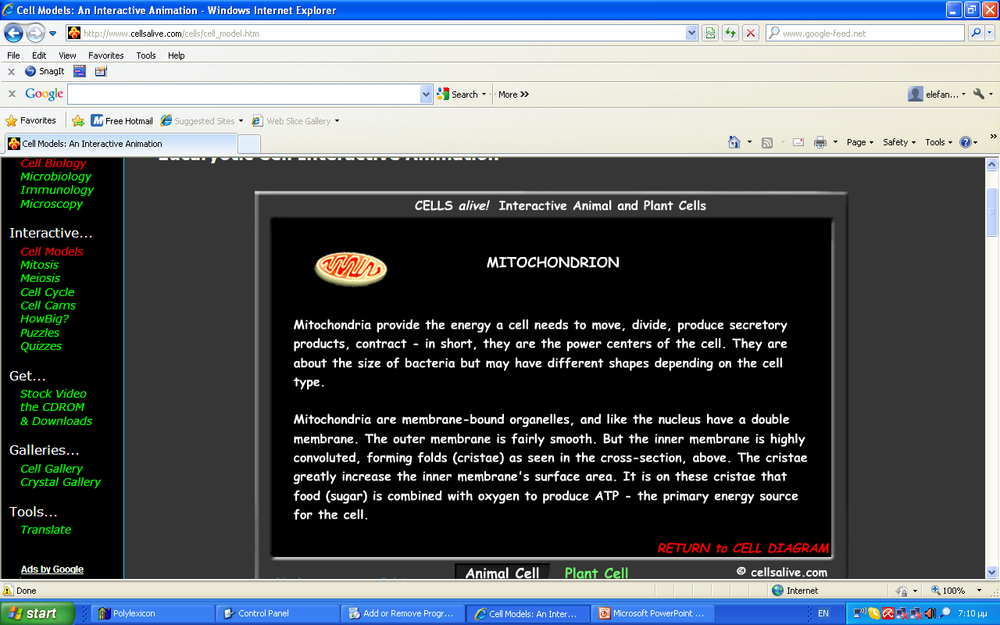 Cell Models: An Interactive Animation - Windows Internet Explorer
http://www.cellsalive.com/cells/cell_model.htm
www.google-feed.net
File Edit View Favorites Tools Help
SnagIt
Google Search More >> elefan...
Favorites Free Hotmail Suggested Sites Web Slice Gallery
Cell Models: An Interactive Animation Page Safety Tools >>
Eucaryotic Cell Interactive Animation
Cell Biology
Microbiology
Immunology
Microscopy
Interactive...
Cell Models
Mitosis
Meiosis
Cell Cycle
Cell Cams
HowBig?
Puzzles
Quizzes
Get...
Stock Video
the CDROM
& Downloads
Galleries...
Cell Gallery
Crystal Gallery
Tools...
Translate
Ads by Google
CELLS alive! Interactive Animal and Plant Cells
MITOCHONDRION
Mitochondria provide the energy a cell needs to move, divide, produce secretory
products, contract - in short, they are the power centers of the cell. They are
about the size of bacteria but may have different shapes depending on the cell
type.
Mitochondria are membrane-bound organelles, and like the nucleus have a double
membrane. The outer membrane is fairly smooth. But the inner membrane is highly
convoluted, forming folds (cristae) as seen in the cross-section, above. The cristae
greatly increase the inner membrane's surface area. It is on these cristae that
food (sugar) is combined with oxygen to produce ATP - the primary energy source
for the cell.
RETURN to CELL DIAGRAM
Animal Cell Plant Cell © cellsalive.com
Done Internet 100%
start Polylexicon Control Panel Add or Remove Progr... Cell Models: An Inter... Microsoft PowerPoint ... EN 7:10 μμ